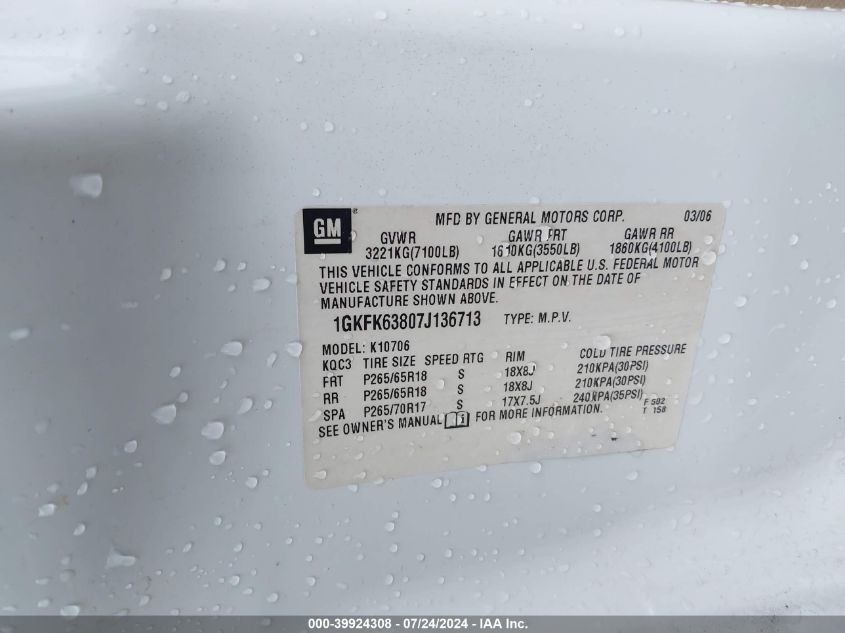 GM ® MFD BY GENERAL MOTORS CORP. 03/06
GVWR GAWR FRT GAWR RR
3221KG(7100LB) 1610KG(3550LB) 1860KG(4100LB)
THIS VEHICLE CONFORMS TO ALL APPLICABLE U.S. FEDERAL MOTOR
VEHICLE SAFETY STANDARDS IN EFFECT ON THE DATE OF
MANUFACTURE SHOWN ABOVE.
1GKFK63807J136713 TYPE: M.P.V.
MODEL: K10706
KQC3 TIRE SIZE SPEED RTG RIM COLD TIRE PRESSURE
FRT P265/65R18 S 18X8J 210KPA(30PSI)
RR P265/65R18 S 18X8J 210KPA(30PSI)
SPA P265/70R17 S 17X7.5J 240KPA(35PSI)
SEE OWNER'S MANUAL FOR MORE INFORMATION.
F 502
T 158
000-39924308 - 07/24/2024 - IAA Inc.